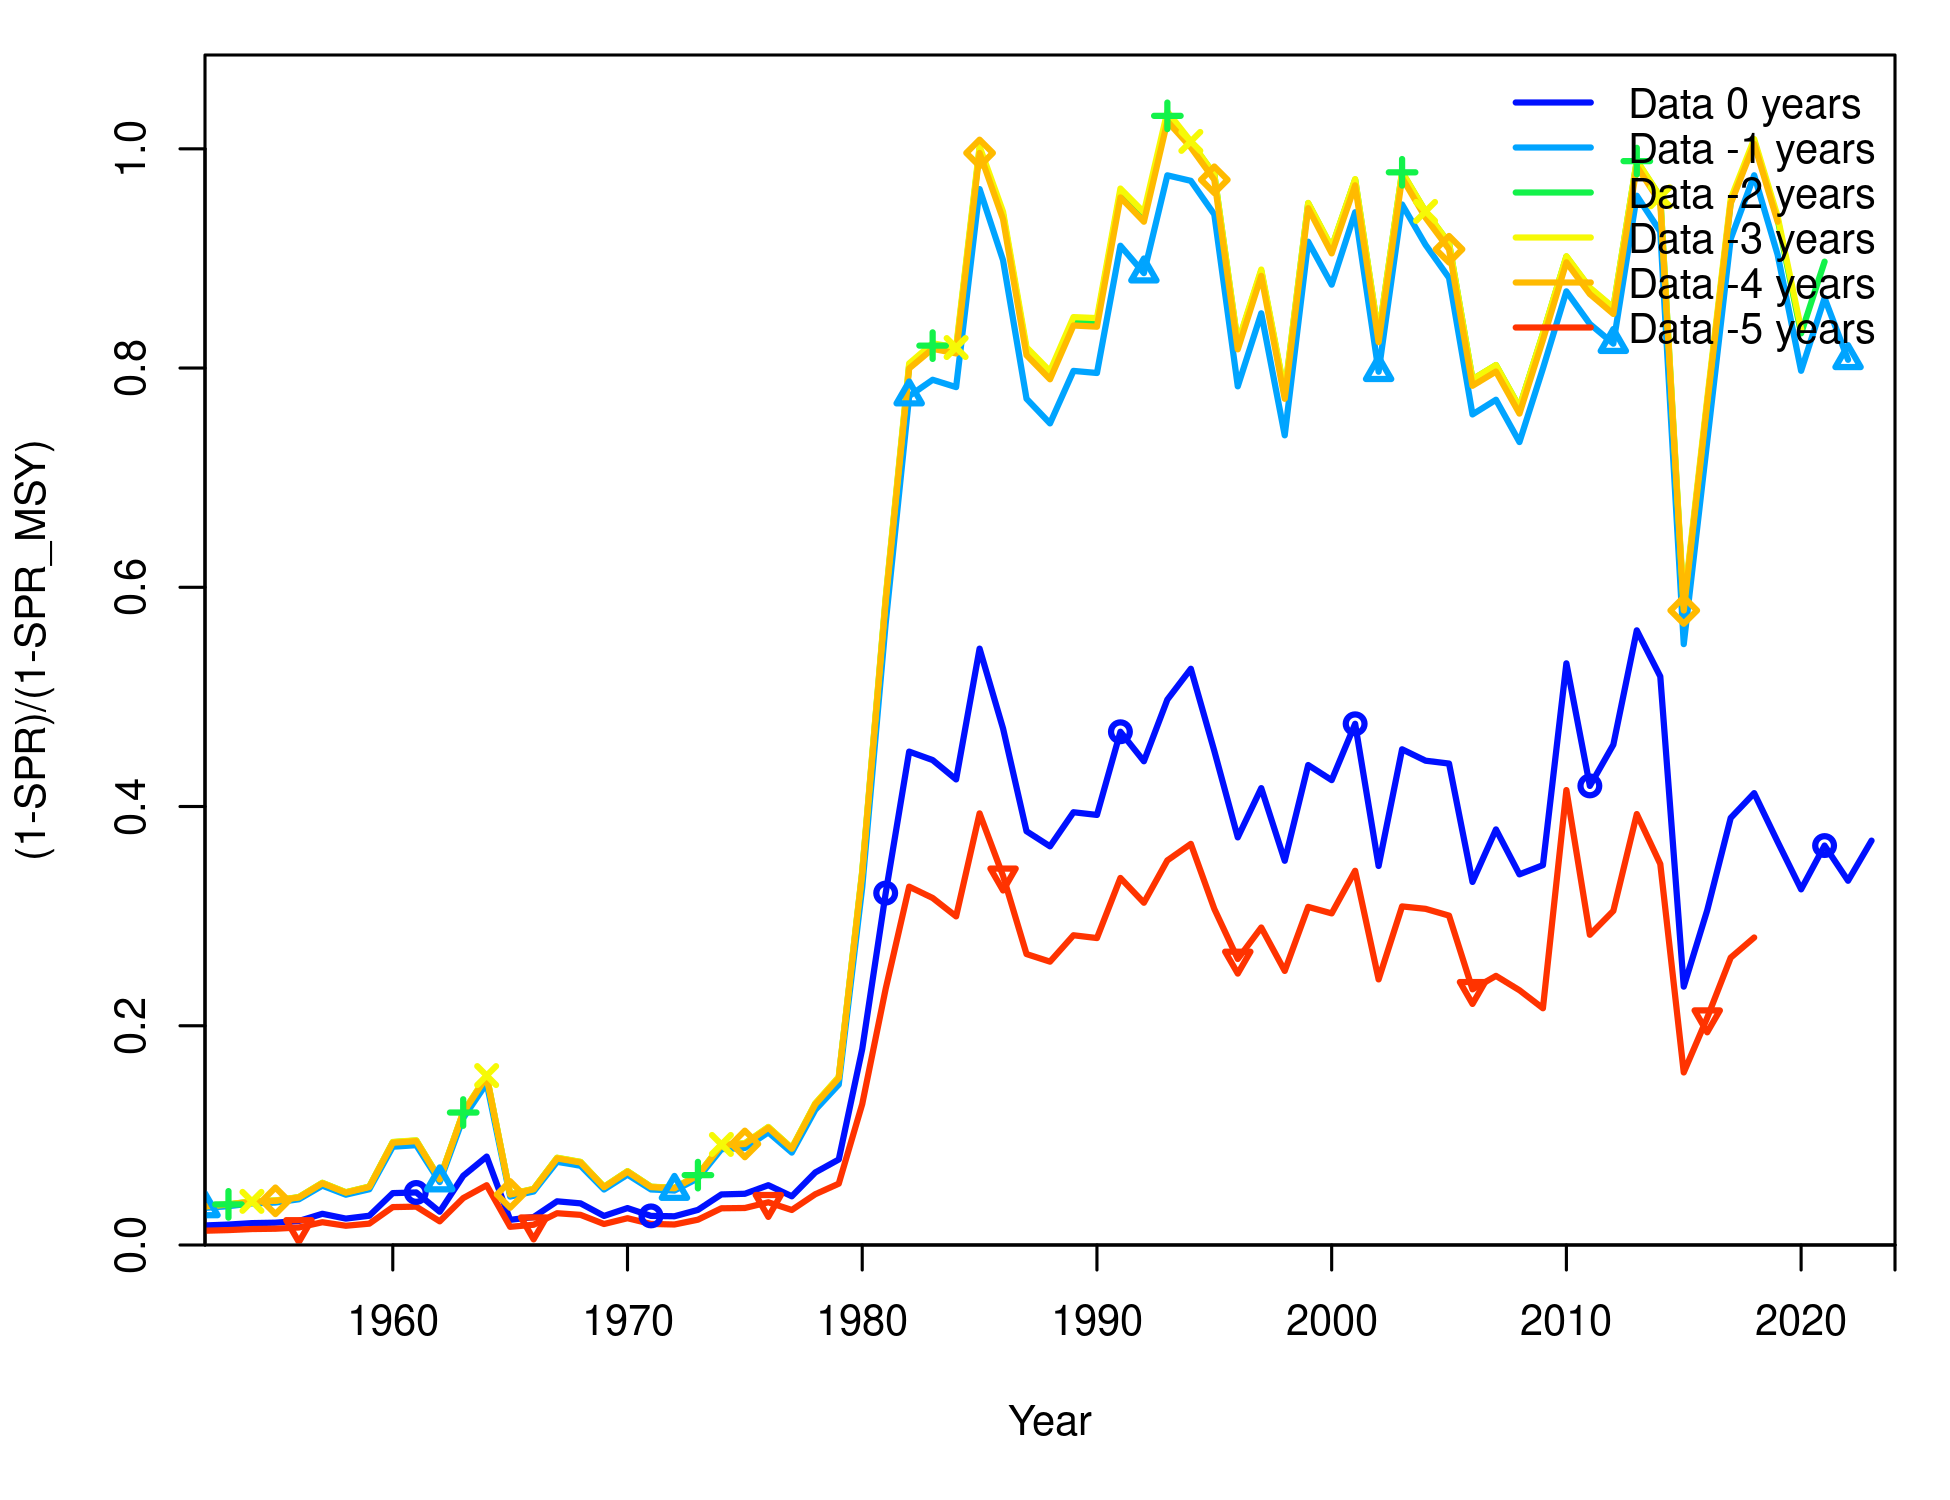 Data 0 years
Data -1 years
Data -2 years
Data -3 years
Data -4 years
Data -5 years
1.0
0.8
0.6
0.4
0.2
0.0
(1-SPR)/(1-SPR_MSY)
1960 1970 1980 1990 2000 2010 2020
Year